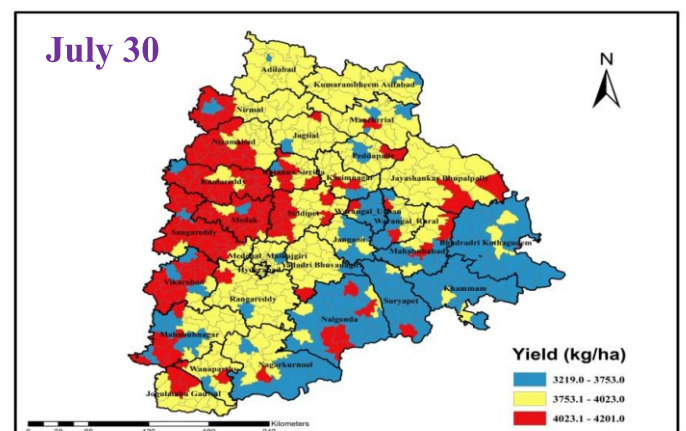 July 30
N
Adilabad
Kumarambheem Asifabad
Nirmal
Mancherial
Nizamabad
Jagtial
Peddapalli
Kamareddy
Karimnagar
Jayashankar Bhupalpally
Medak
Siddipet
Warangal_Urban
Warangal_Rural
Sangareddy
Jangaon
Mahabubabad
Bhadradri Kothagudem
Medchal_Malkajgiri
Hyderabad
Yadadri Bhuvanagiri
Vikarabad
Khammam
Rangareddy
Suryapet
Nalgonda
Mahabubnagar
Wanaparthy
Nagarkurnool
Jogulamba Gadwal
Yield (kg/ha)
3219.0 - 3753.0
3753.1 - 4023.0
4023.1 - 4201.0
Kilometers